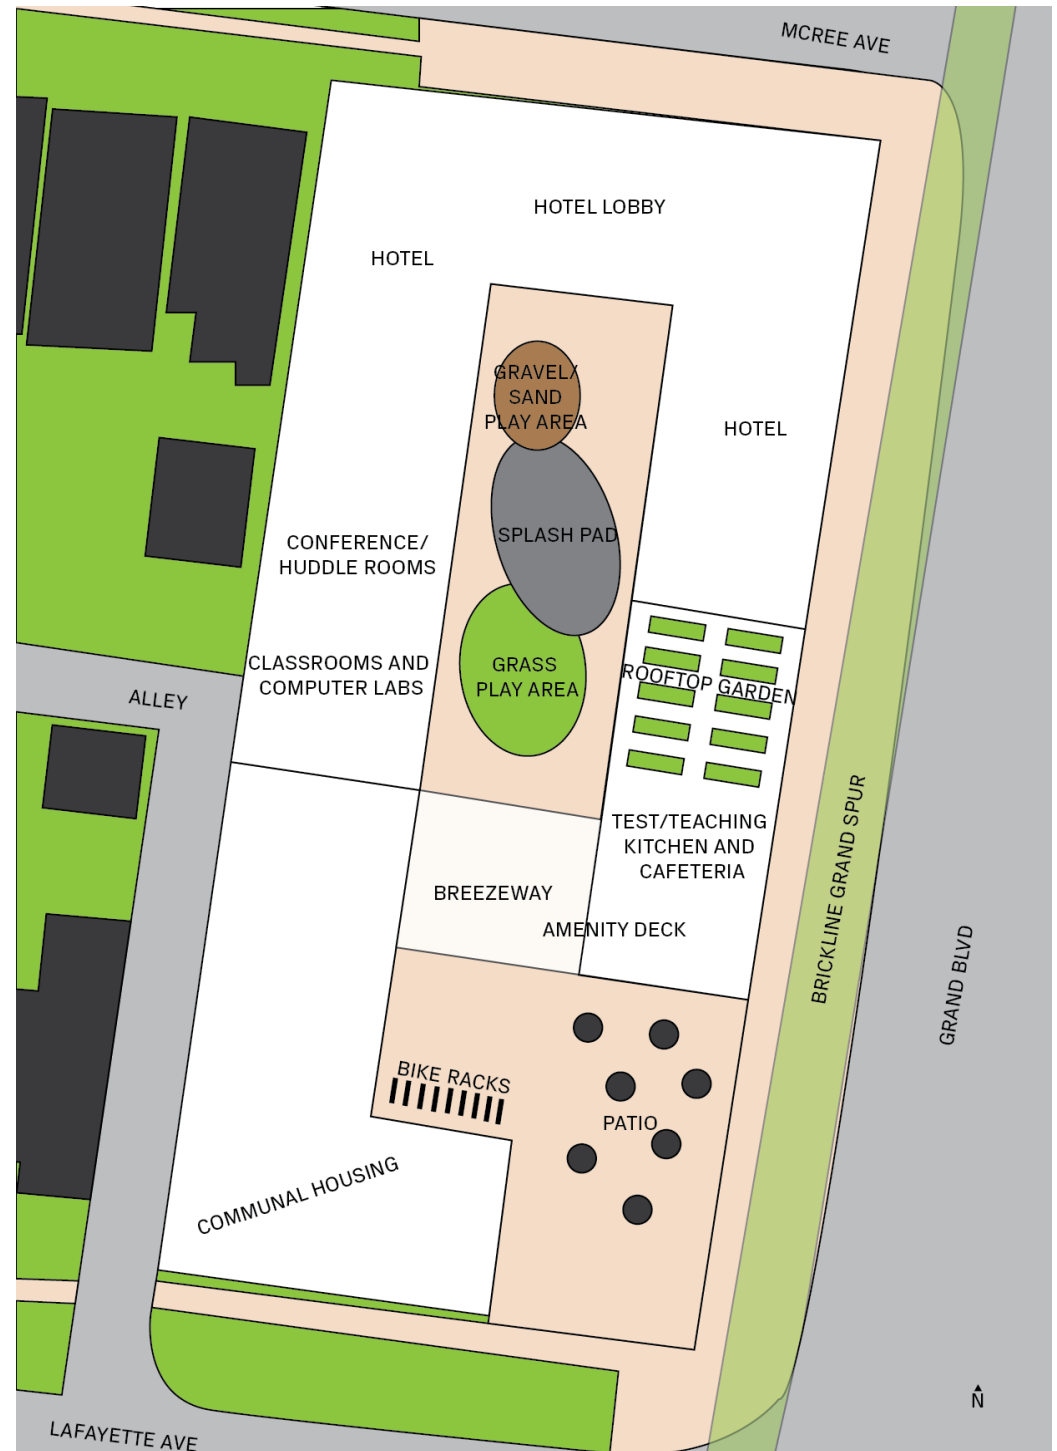 MCREE AVE
HOTEL LOBBY
HOTEL
GRAVEL/
SAND
PLAY AREA
HOTEL
SPLASH PAD
CONFERENCE/
HUDDLE ROOMS
CLASSROOMS AND
COMPUTER LABS
GRASS
PLAY AREA
ROOFTOP GARDEN
ALLEY
TEST/TEACHING
KITCHEN AND
CAFETERIA
BREEZEWAY
AMENITY DECK
BRICKLINE GRAND SPUR
GRAND BLVD
BIKE RACKS
PATIO
COMMUNAL HOUSING
N
LAFAYETTE AVE